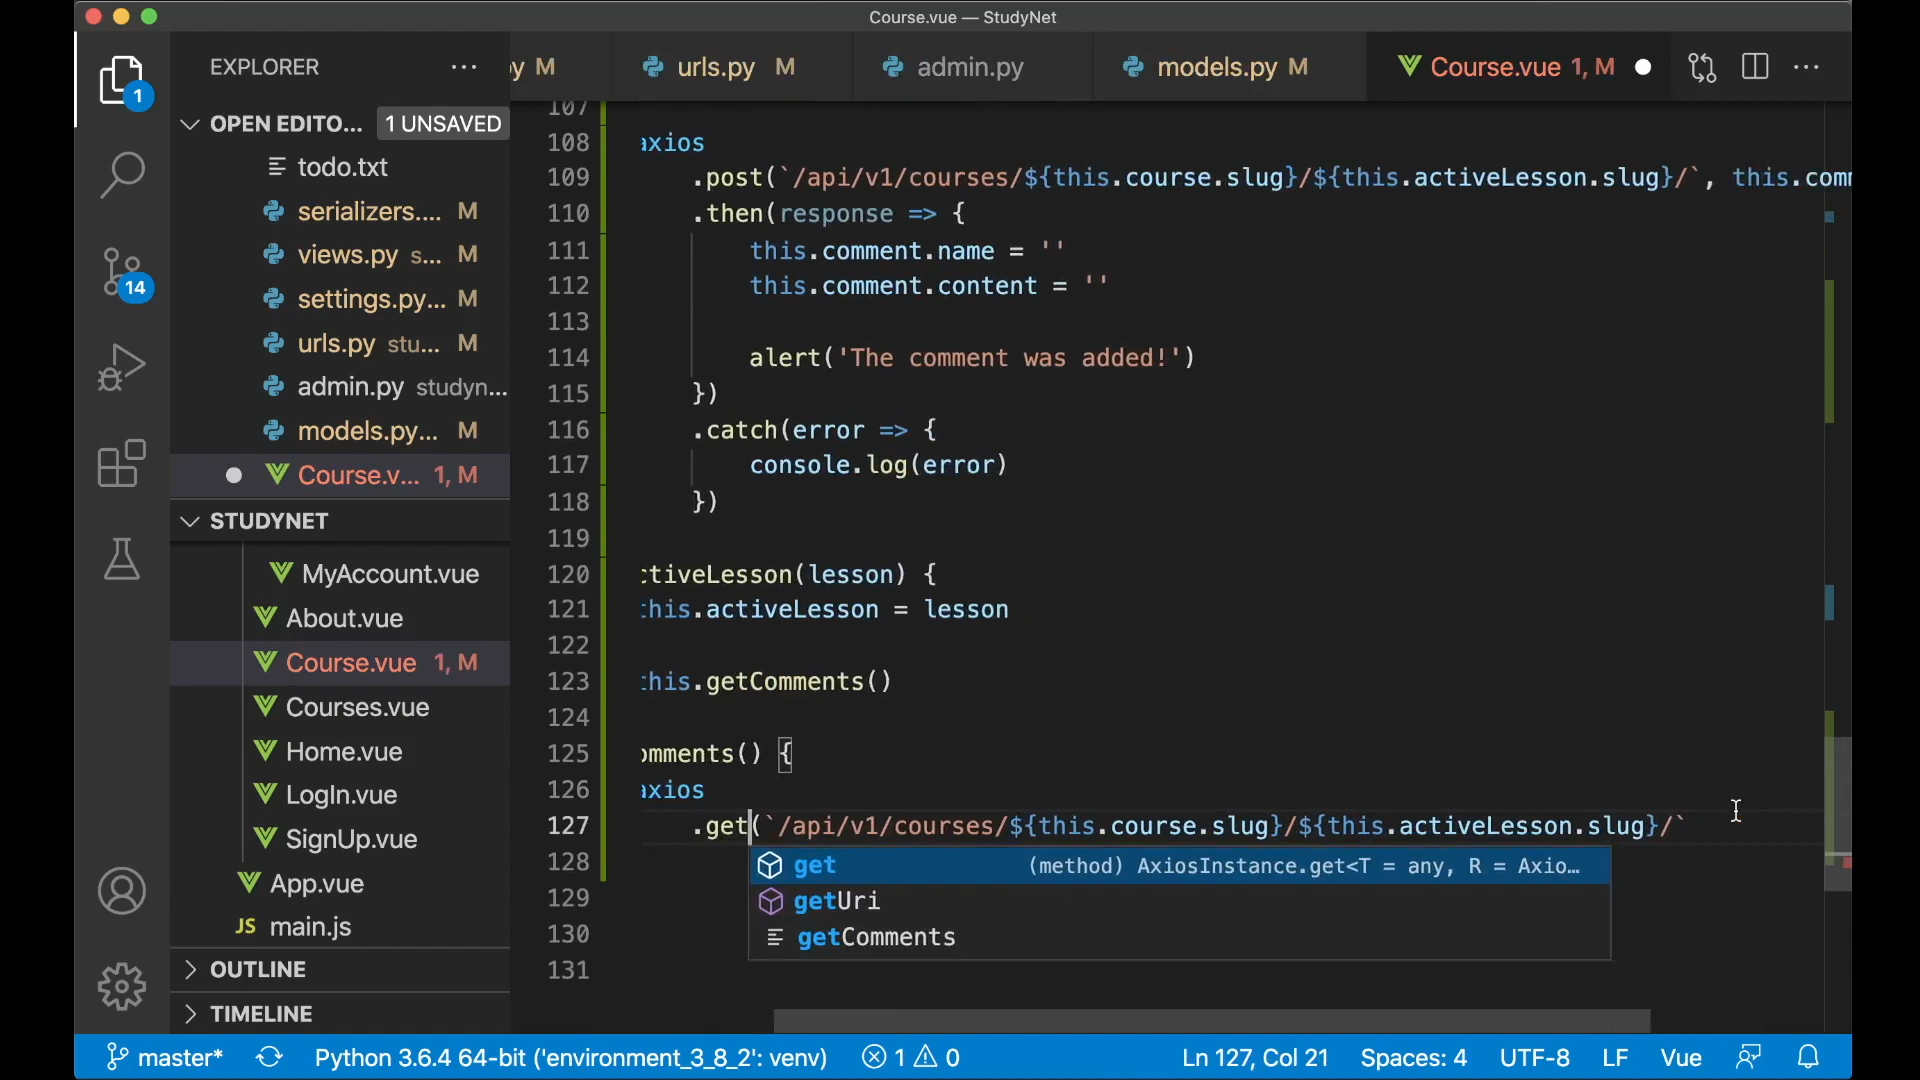 Course.vue — StudyNet
EXPLORER
y M
urls.py M
admin.py
models.py M
Course.vue 1, M
OPEN EDITO... 1 UNSAVED
todo.txt
serializers.... M
views.py s... M
settings.py... M
urls.py stu... M
admin.py studyn...
models.py... M
Course.v... 1, M
STUDYNET
MyAccount.vue
About.vue
Course.vue 1, M
Courses.vue
Home.vue
LogIn.vue
SignUp.vue
App.vue
JS main.js
OUTLINE
TIMELINE
1
14
107
108 axios
109 .post(`/api/v1/courses/${this.course.slug}/${this.activeLesson.slug}/`, this.com
110 .then(response => {
111 this.comment.name = ''
112 this.comment.content = ''
113
114 alert('The comment was added!')
115 })
116 .catch(error => {
117 console.log(error)
118 })
119
120 ctiveLesson(lesson) {
121 this.activeLesson = lesson
122
123 this.getComments()
124
125 omments() {
126 axios
127 .get(`/api/v1/courses/${this.course.slug}/${this.activeLesson.slug}/`
128
129
130
131
get (method) AxiosInstance.get<T = any, R = Axio...
getUri
getComments
master* Python 3.6.4 64-bit ('environment_3_8_2': venv) 1 0 Ln 127, Col 21 Spaces: 4 UTF-8 LF Vue